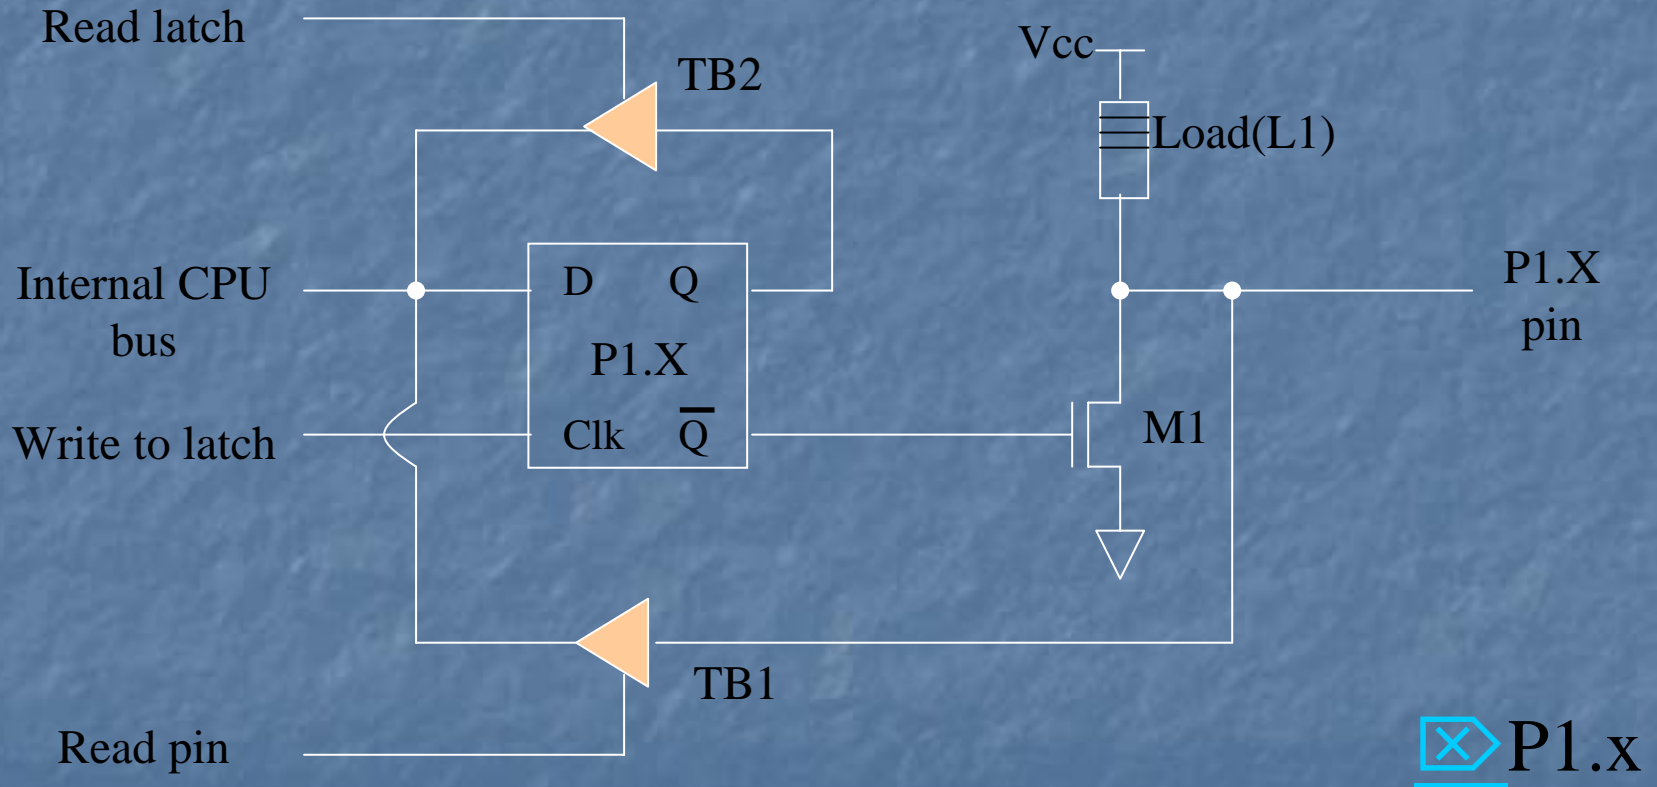 Read latch
TB2
Vcc
Load(L1)
Internal CPU
bus
D Q
P1.X
Clk Q̅
P1.X
pin
Write to latch
M1
TB1
Read pin
P1.x